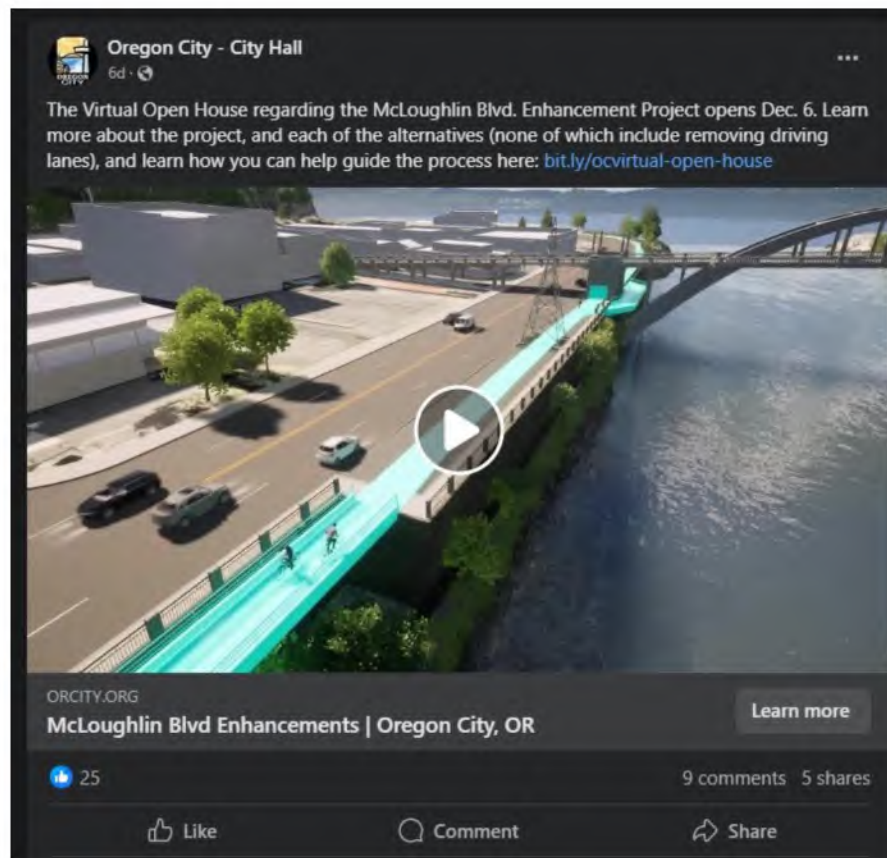 Oregon City - City Hall
6d ·
The Virtual Open House regarding the McLoughlin Blvd. Enhancement Project opens Dec. 6. Learn
more about the project, and each of the alternatives (none of which include removing driving
lanes), and learn how you can help guide the process here: bit.ly/ocvirtual-open-house
ORCITY.ORG
McLoughlin Blvd Enhancements | Oregon City, OR
Learn more
25
9 comments 5 shares
Like Comment Share
OREGON
CITY